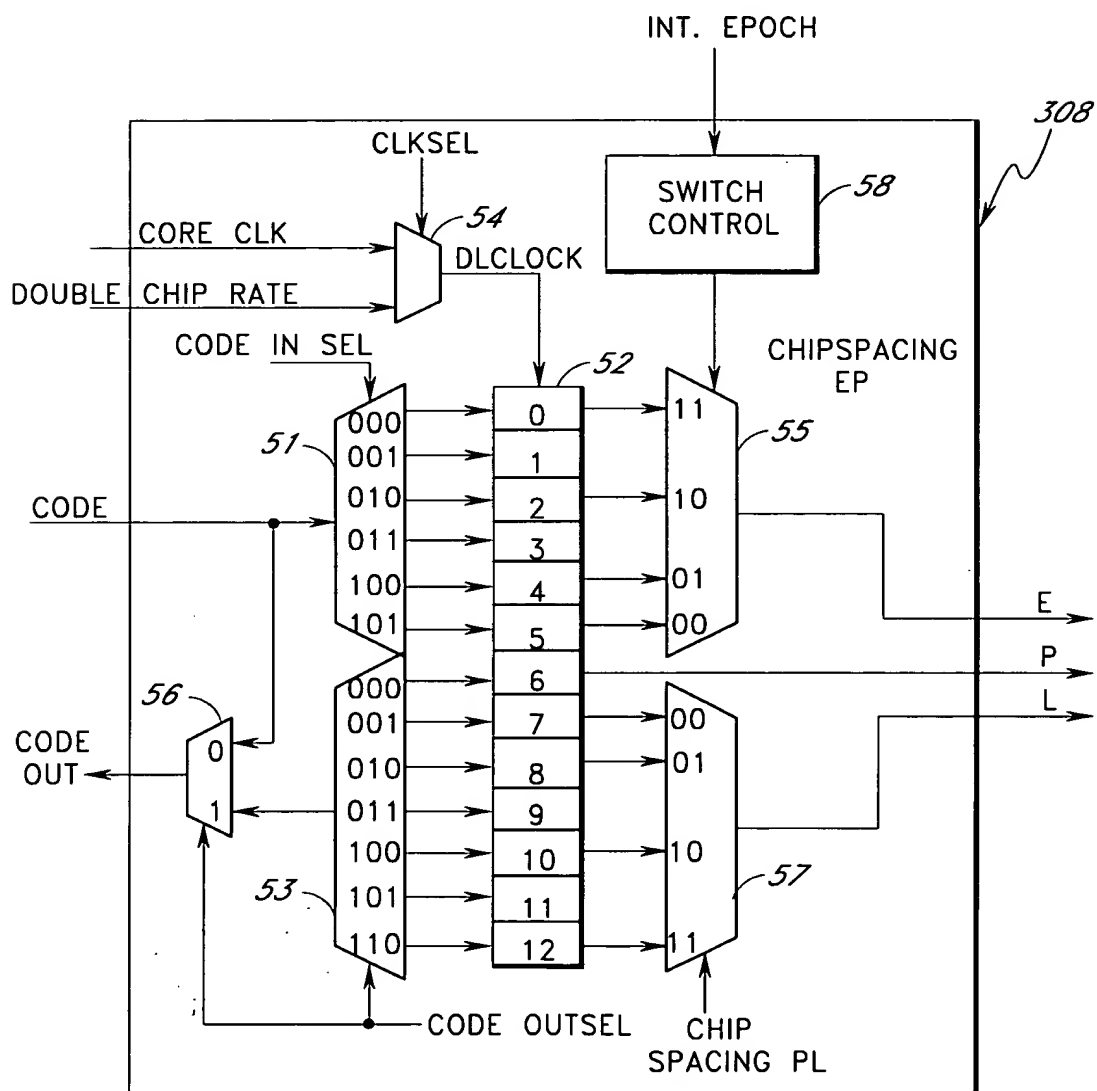 INT. EPOCH
308
CLKSEL
SWITCH
CONTROL
58
54
CORE CLK
DLCLOCK
DOUBLE CHIP RATE
CODE IN SEL
CHIPSPACING
EP
52
51
000
001
010
011
100
101
0
1
2
3
4
5
6
7
8
9
10
11
12
11
10
01
00
55
CODE
E
P
L
56
0
1
CODE
OUT
53
000
001
010
011
100
101
110
00
01
10
11
57
CODE OUTSEL
CHIP
SPACING PL